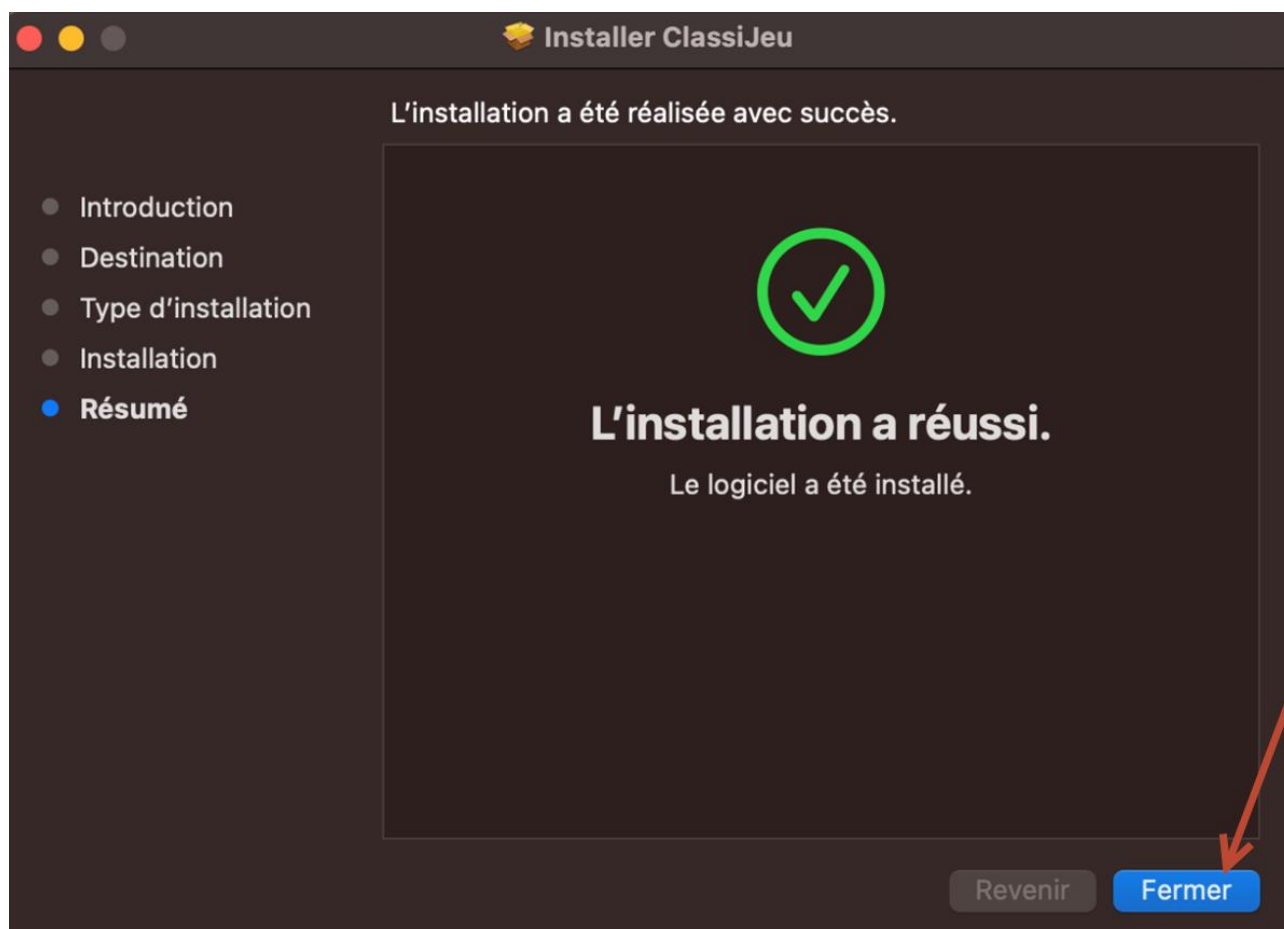 Installer ClassiJeu
L’installation a été réalisée avec succès.
Introduction
Destination
Type d’installation
Installation
Résumé
L’installation a réussi.
Le logiciel a été installé.
Revenir
Fermer